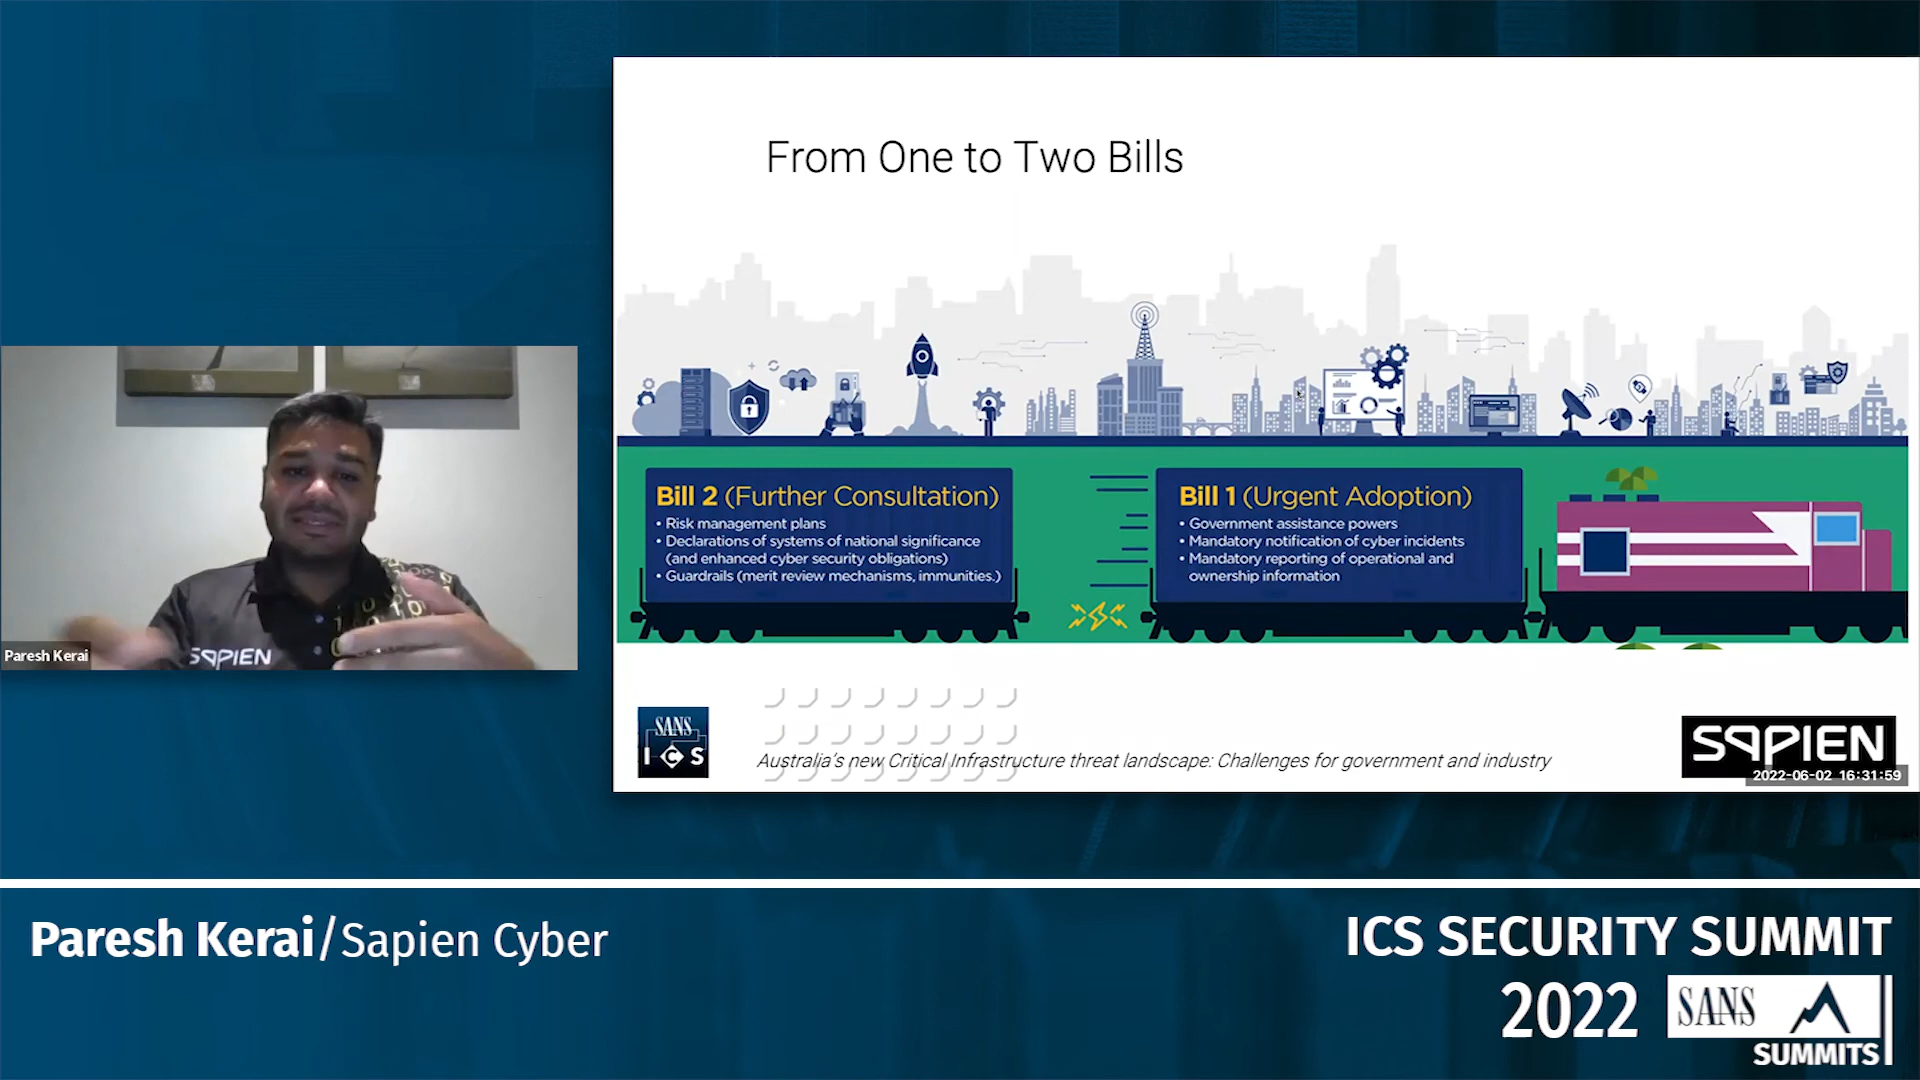 From One to Two Bills
Bill 2 (Further Consultation)
• Risk management plans
• Declarations of systems of national significance
(and enhanced cyber security obligations)
• Guardrails (merit review mechanisms, immunities.)
Bill 1 (Urgent Adoption)
• Government assistance powers
• Mandatory notification of cyber incidents
• Mandatory reporting of operational and
ownership information
SAPIEN
Paresh Kerai
SANS
ICS
Australia's new Critical Infrastructure threat landscape: Challenges for government and industry
SAPIEN
2022-06-02 16:31:59
Paresh Kerai/Sapien Cyber
ICS SECURITY SUMMIT
2022
SANS
SUMMITS